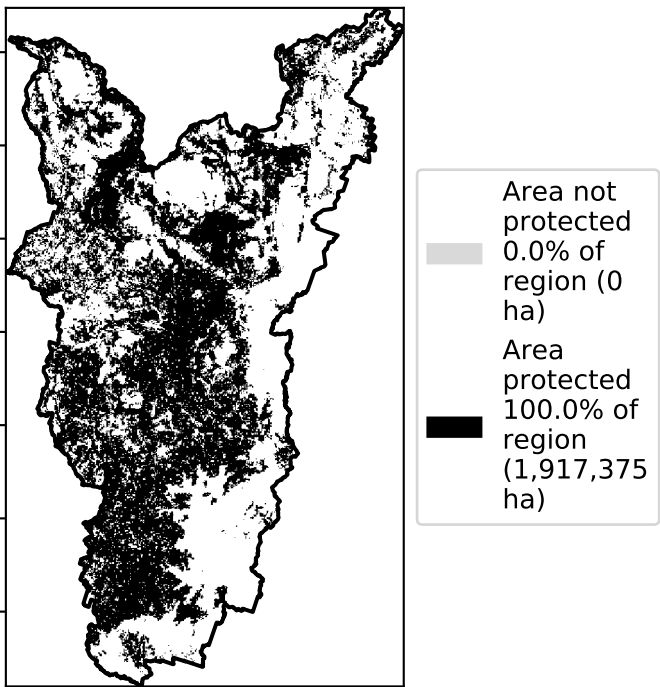 Area not
protected
0.0% of
region (0
ha)
Area
protected
100.0% of
region
(1,917,375
ha)